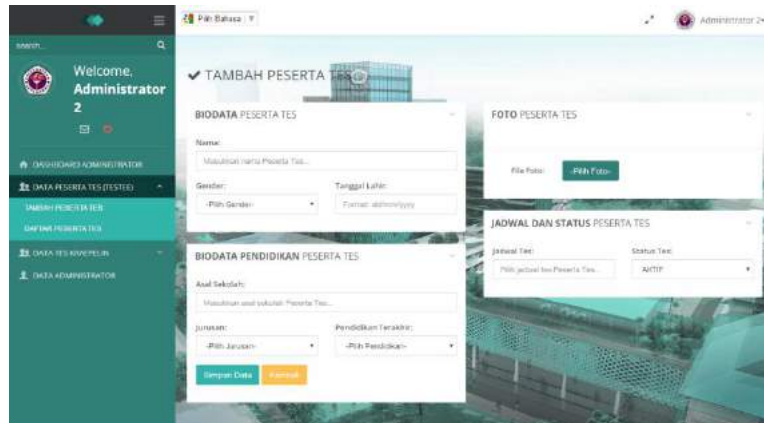 Pilih Bahasa ▼
Administrator 2
search...
Welcome,
Administrator
2
DASHBOARD ADMINISTRATOR
DATA PESERTA TES (TESTEE)
TAMBAH PESERTA TES
DAFTAR PESERTA TES
DATA TES KRAEPELIN
DATA ADMINISTRATOR
TAMBAH PESERTA TES
BIODATA PESERTA TES
Nama:
Masukkan nama Peserta Tes...
Gender:
Tanggal Lahir:
-Pilih Gender-
Format: dd/mm/yyyy
BIODATA PENDIDIKAN PESERTA TES
Asal Sekolah:
Masukkan asal sekolah Peserta Tes...
Jurusan:
Pendidikan Terakhir:
-Pilih Jurusan-
-Pilih Pendidikan-
Simpan Data
Kembali
FOTO PESERTA TES
File Foto:
-Pilih Foto-
JADWAL DAN STATUS PESERTA TES
Jadwal Tes:
Status Tes:
Pilih jadwal tes Peserta Tes...
AKTIF